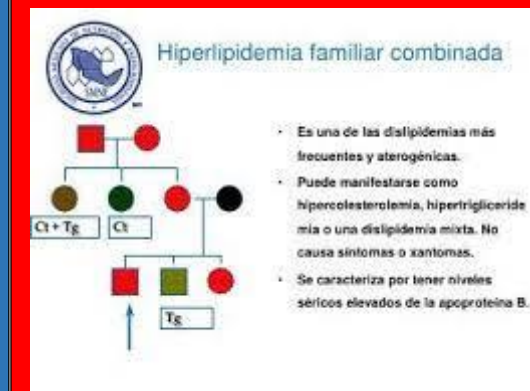 SMNE
Hiperlipidemia familiar combinada
Ct + Tg
Ct
Tg
• Es una de las dislipidemias más
frecuentes y aterogénicas.
• Puede manifestarse como
hipercolesterolemia, hipertrigliceride
mia o una dislipidemia mixta. No
causa síntomas o xantomas.
• Se caracteriza por tener niveles
séricos elevados de la apoproteína B.